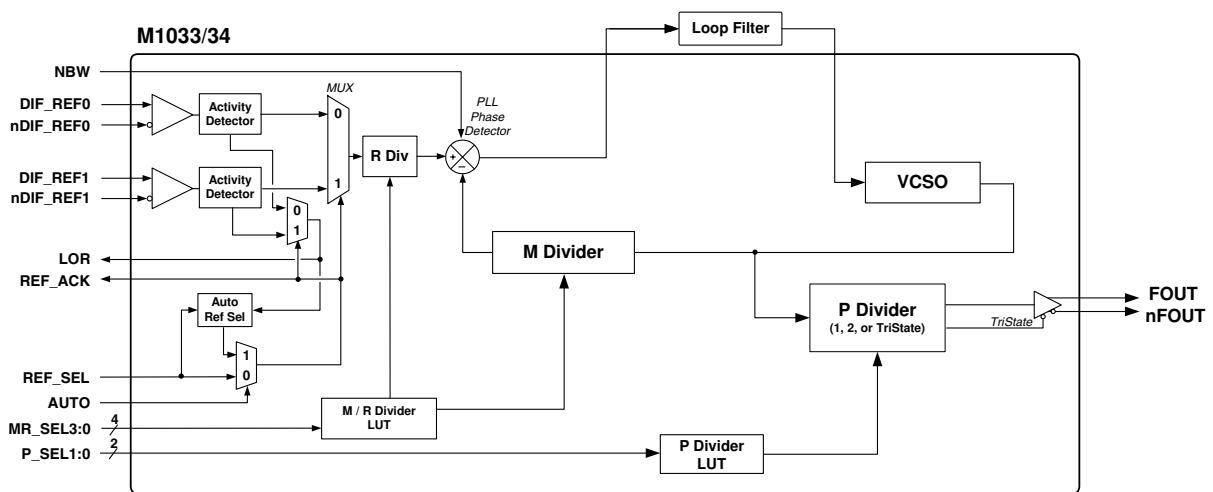 M1033/34
Loop Filter
NBW
MUX
DIF_REF0
nDIF_REF0
Activity
Detector
0
PLL
Phase
Detector
R Div
+
–
DIF_REF1
nDIF_REF1
Activity
Detector
1
VCSO
0
1
LOR
REF_ACK
M Divider
Auto
Ref Sel
P Divider
(1, 2, or TriState)
TriState
FOUT
nFOUT
1
0
REF_SEL
AUTO
MR_SEL3:0
4
M / R Divider
LUT
P_SEL1:0
2
P Divider
LUT